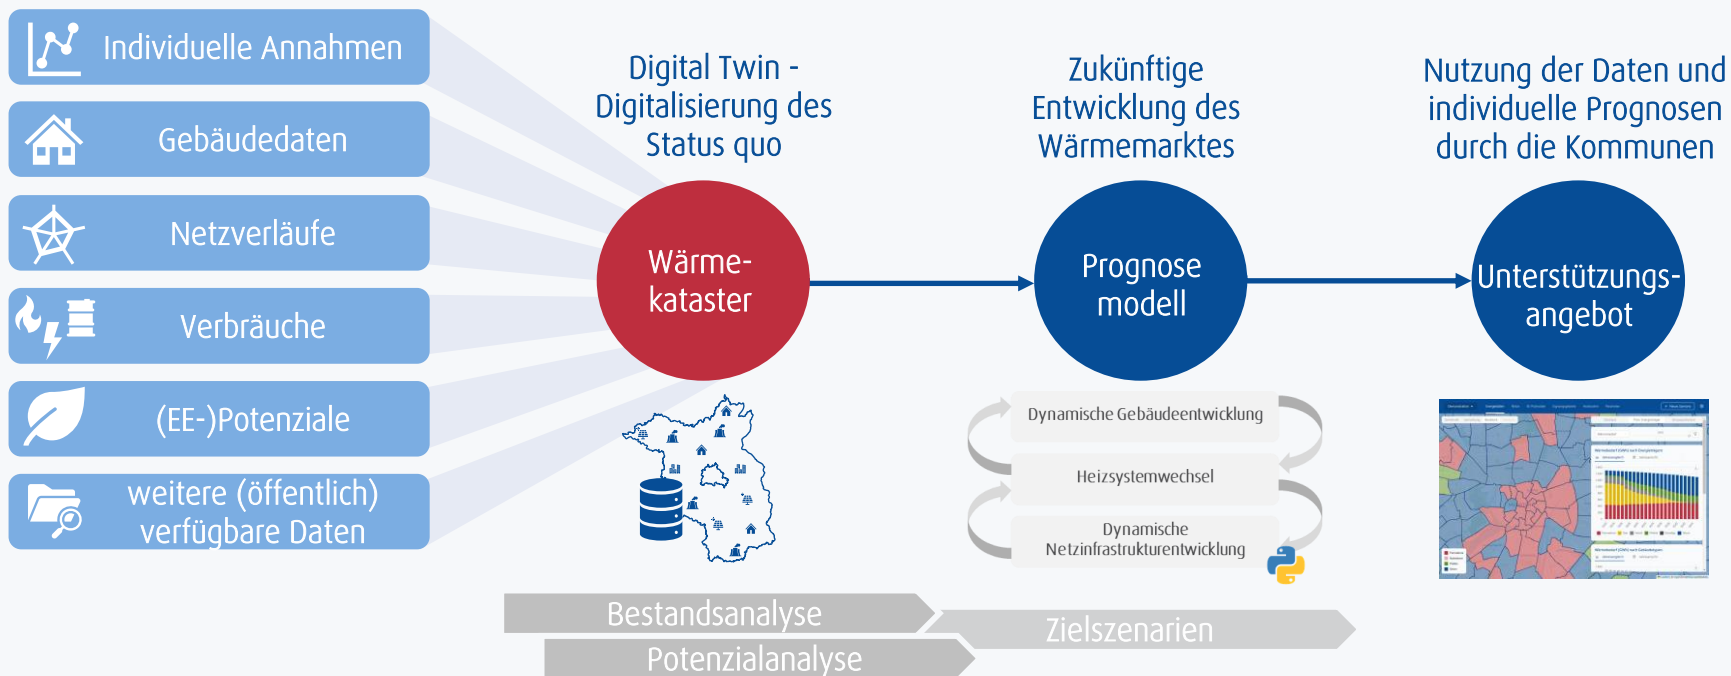 Individuelle Annahmen
Gebäudedaten
Netzverläufe
Verbräuche
(EE-)Potenziale
weitere (öffentlich)
verfügbare Daten
Digital Twin -
Digitalisierung des
Status quo
Wärme-
kataster
Zukünftige
Entwicklung des
Wärmemarktes
Prognose
modell
Dynamische Gebäudeentwicklung
Heizsystemwechsel
Dynamische
Netzinfrastrukturentwicklung
Nutzung der Daten und
individuelle Prognosen
durch die Kommunen
Unterstützungs-
angebot
Bestandsanalyse
Potenzialanalyse
Zielszenarien